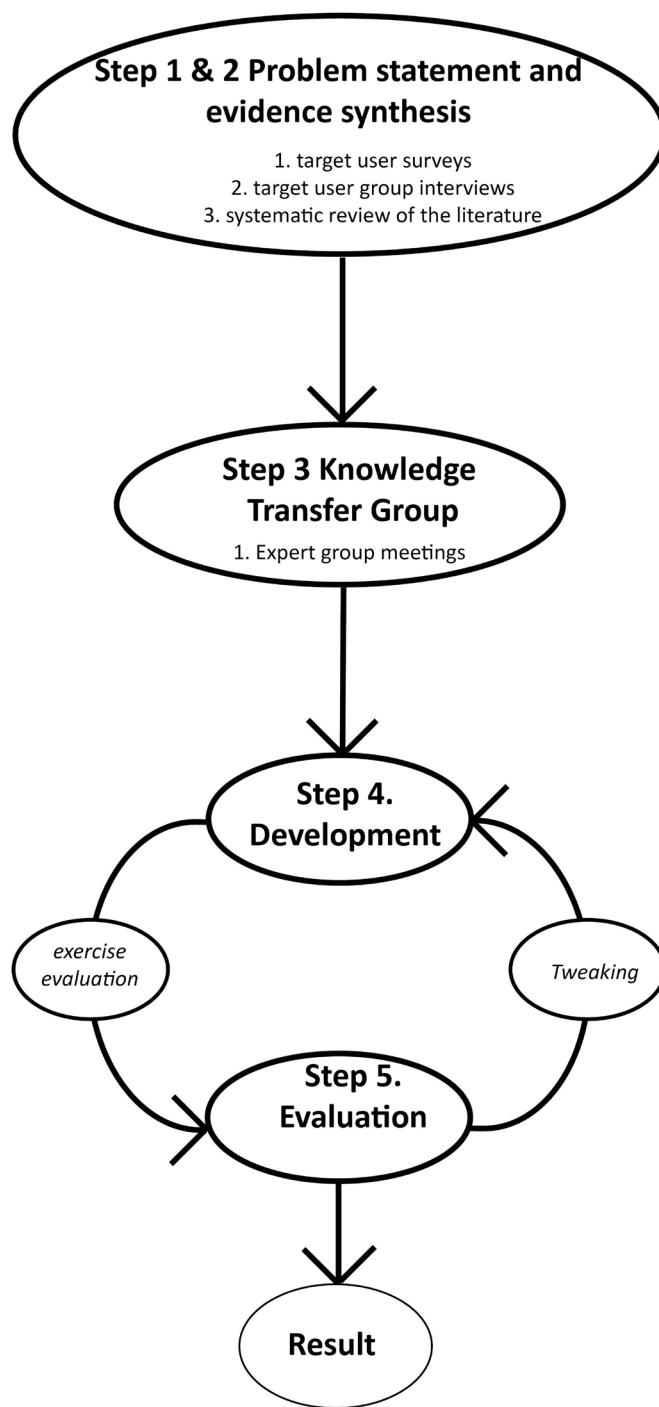 Step 1 & 2 Problem statement and
evidence synthesis
1. target user surveys
2. target user group interviews
3. systematic review of the literature
Step 3 Knowledge
Transfer Group
1. Expert group meetings
Step 4.
Development
exercise
evaluation
Tweaking
Step 5.
Evaluation
Result